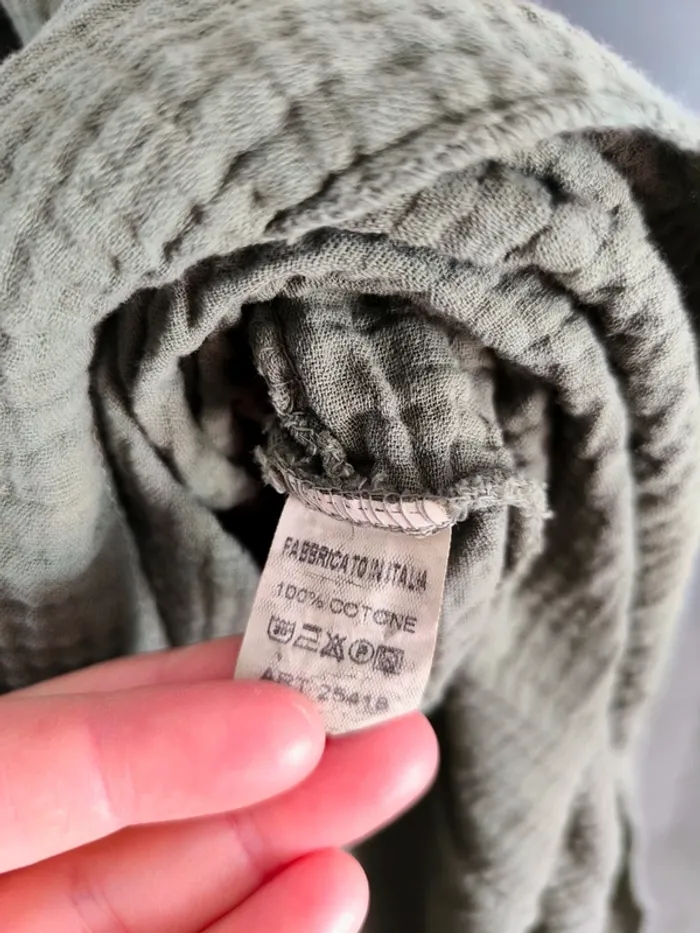 FABBRICATO IN ITALIA
100% COTONE
ART. 25418